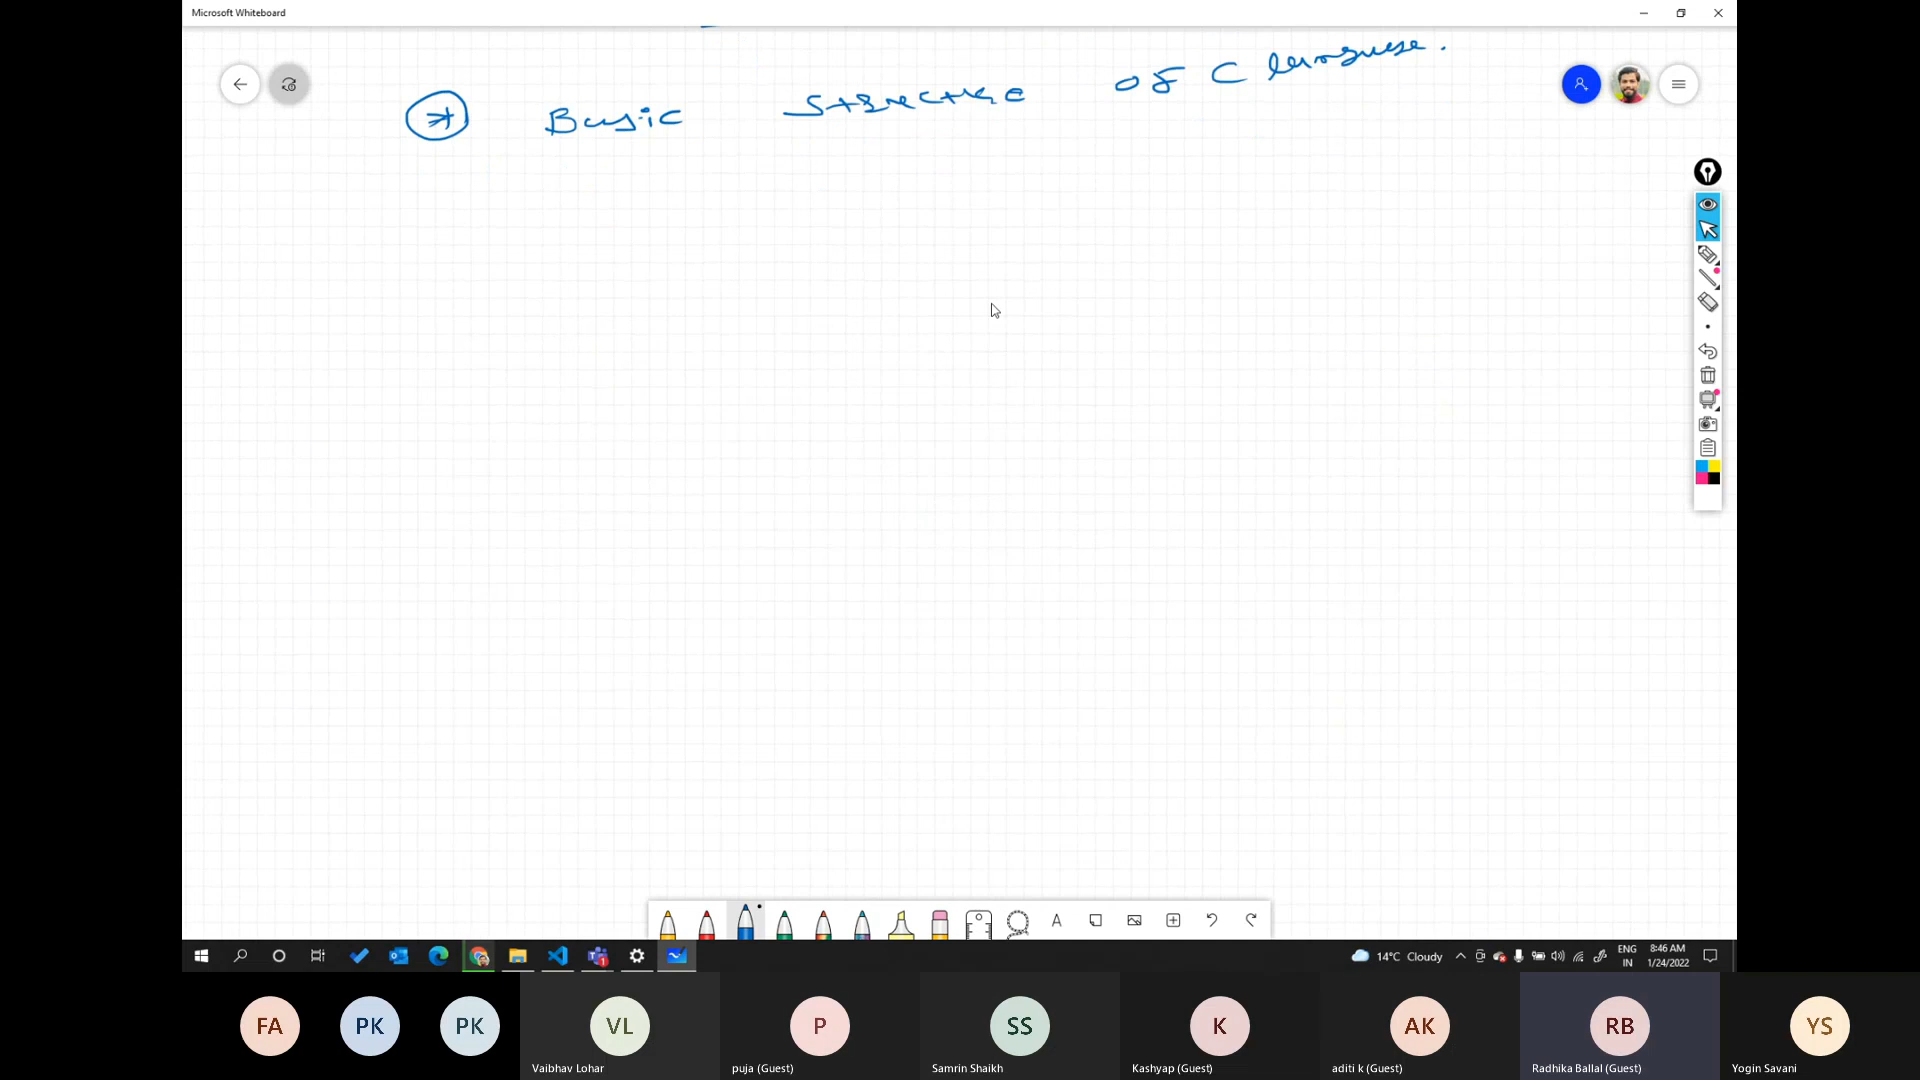 Microsoft Whiteboard
Basic Structure of C language.
A
14°C Cloudy
ENG
IN
8:46 AM
1/24/2022
FA
PK
PK
VL
P
SS
K
AK
RB
YS
Vaibhav Lohar
puja (Guest)
Samrin Shaikh
Kashyap (Guest)
aditi k (Guest)
Radhika Ballal (Guest)
Yogin Savani